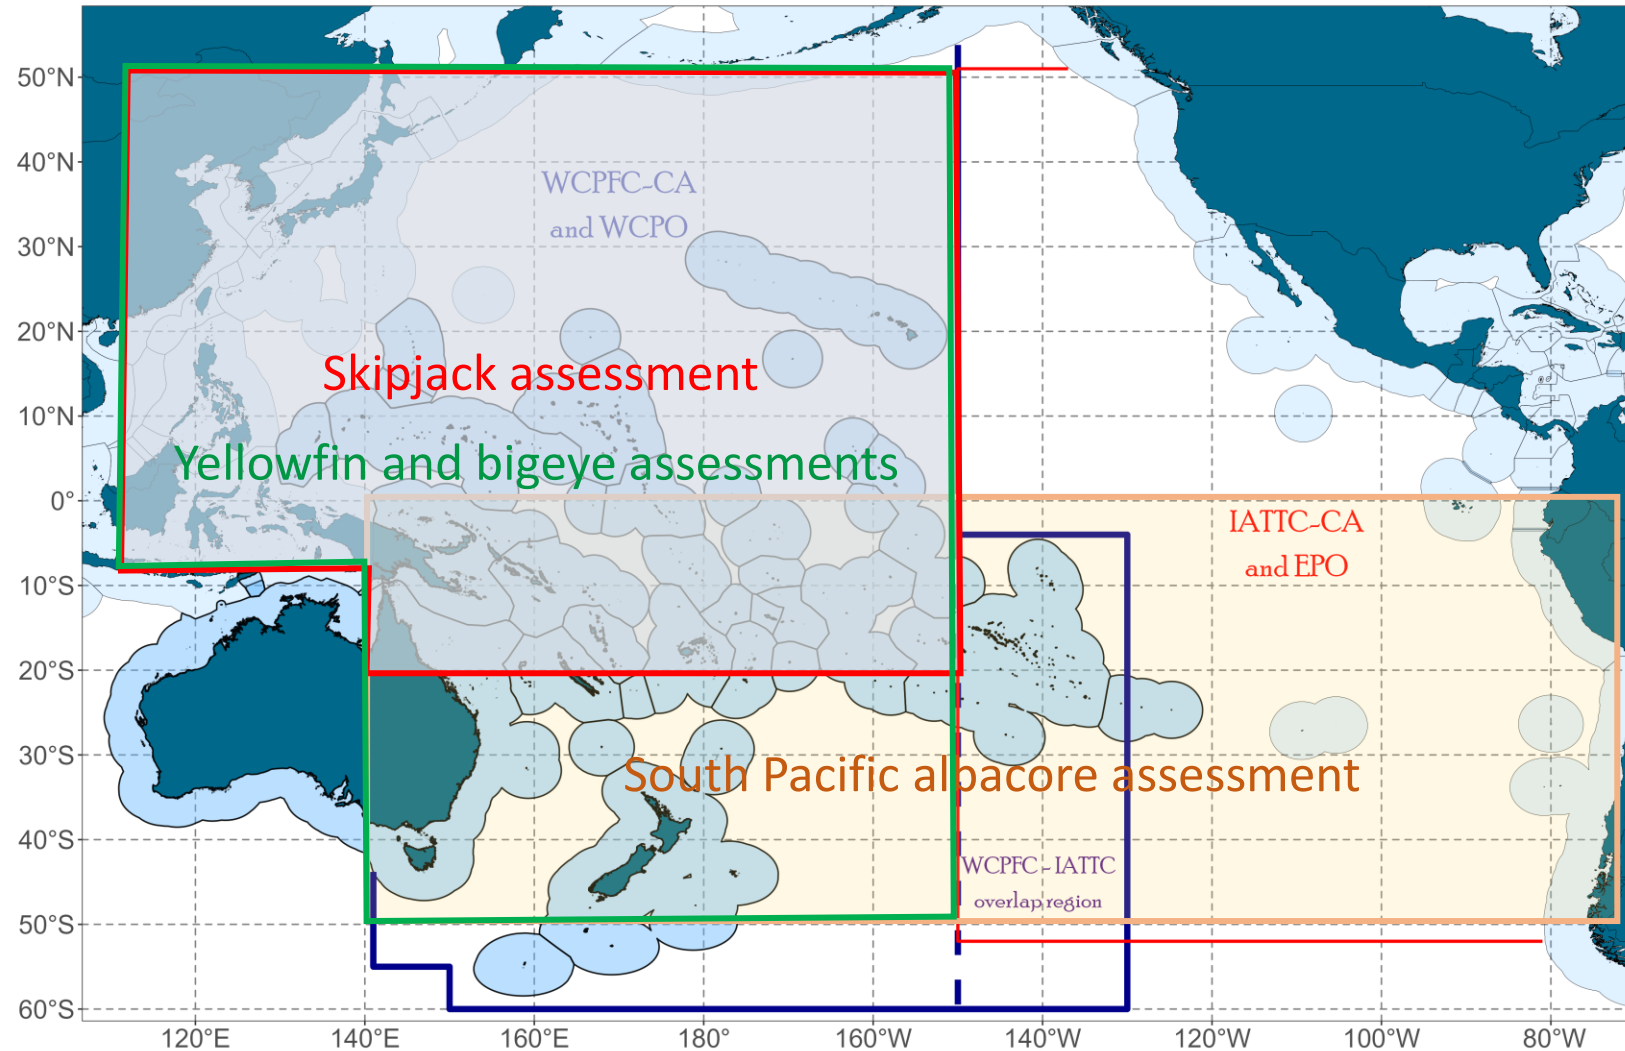 50°N
40°N
30°N
20°N
10°N
0°
10°S
20°S
30°S
40°S
50°S
60°S
WCPFC-CA
and WCPO
Skipjack assessment
Yellowfin and bigeye assessments
IATTC-CA
and EPO
South Pacific albacore assessment
WCPFC - IATTC
overlap region
120°E
140°E
160°E
180°
160°W
140°W
120°W
100°W
80°W